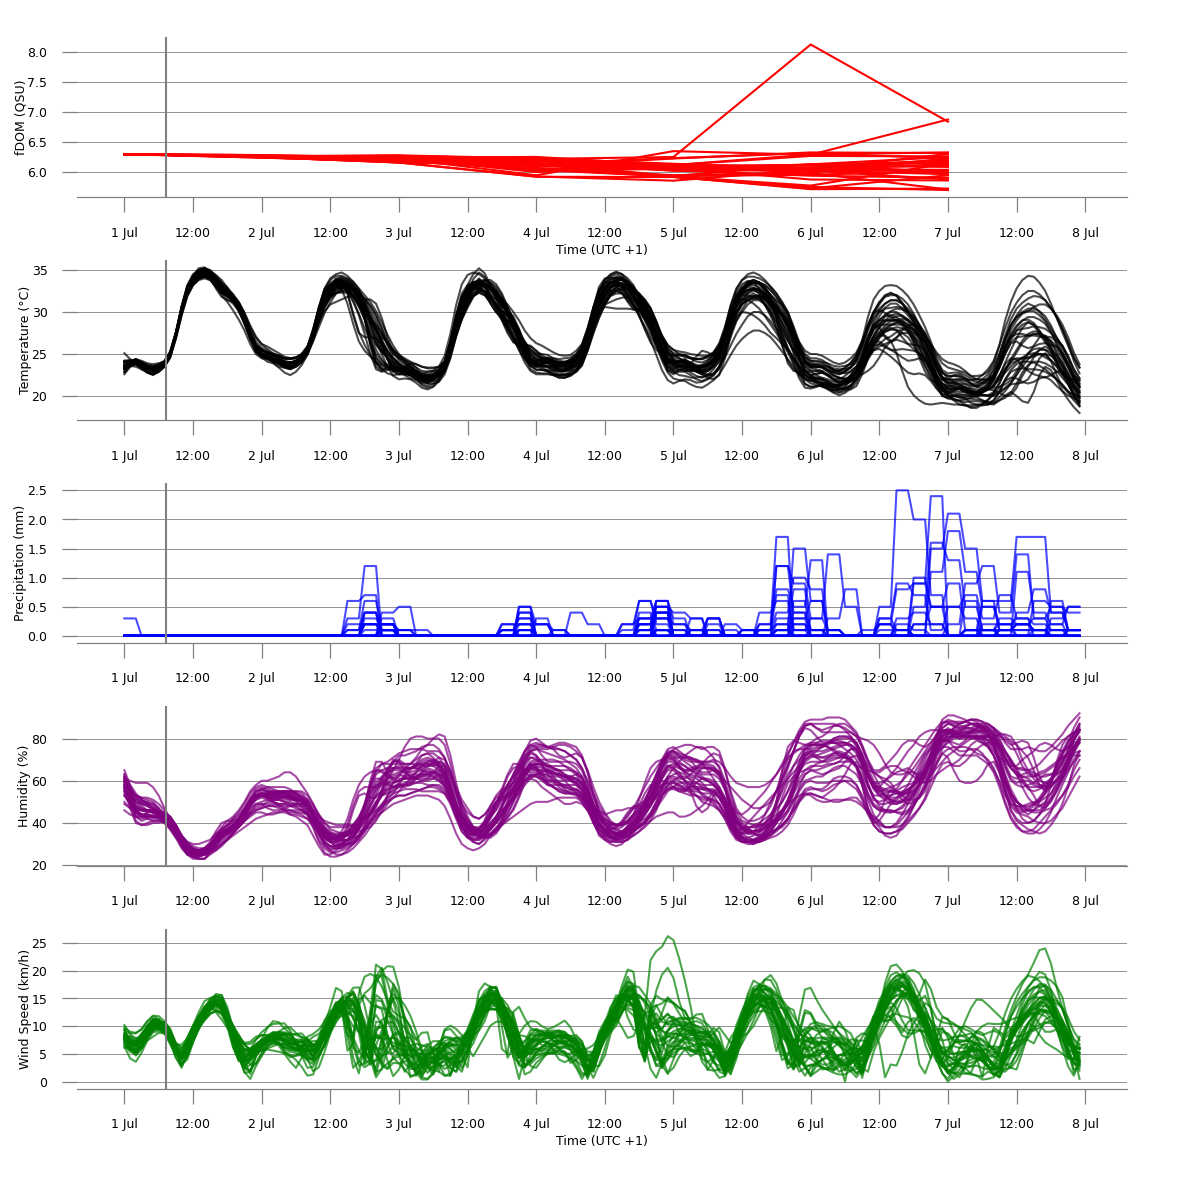 fDOM (QSU)
8.0
7.5
7.0
6.5
6.0
1 Jul 12:00 2 Jul 12:00 3 Jul 12:00 4 Jul 12:00 5 Jul 12:00 6 Jul 12:00 7 Jul 12:00 8 Jul
Time (UTC +1)
Temperature (°C)
35
30
25
20
1 Jul 12:00 2 Jul 12:00 3 Jul 12:00 4 Jul 12:00 5 Jul 12:00 6 Jul 12:00 7 Jul 12:00 8 Jul
Precipitation (mm)
2.5
2.0
1.5
1.0
0.5
0.0
1 Jul 12:00 2 Jul 12:00 3 Jul 12:00 4 Jul 12:00 5 Jul 12:00 6 Jul 12:00 7 Jul 12:00 8 Jul
Humidity (%)
80
60
40
20
1 Jul 12:00 2 Jul 12:00 3 Jul 12:00 4 Jul 12:00 5 Jul 12:00 6 Jul 12:00 7 Jul 12:00 8 Jul
Wind Speed (km/h)
25
20
15
10
5
0
1 Jul 12:00 2 Jul 12:00 3 Jul 12:00 4 Jul 12:00 5 Jul 12:00 6 Jul 12:00 7 Jul 12:00 8 Jul
Time (UTC +1)